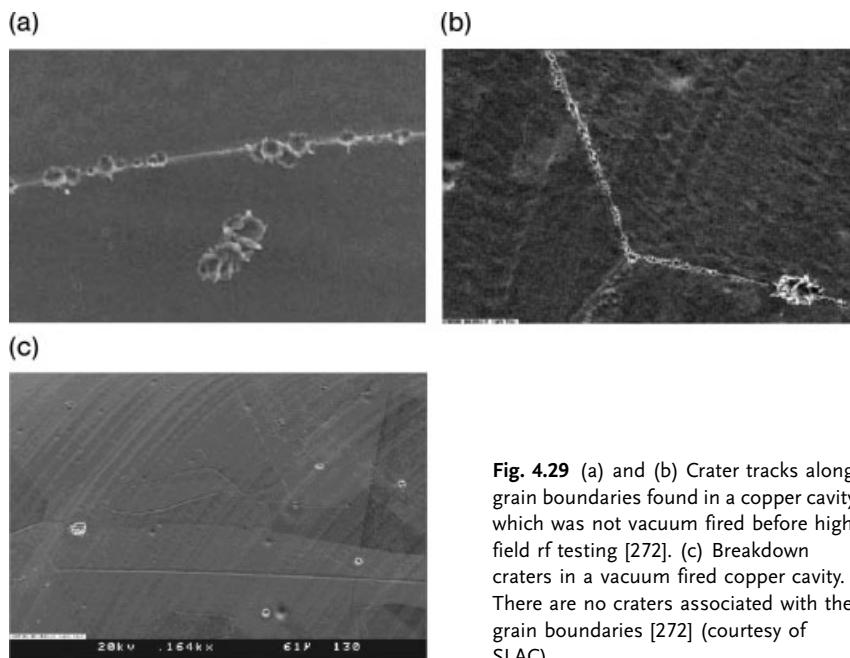 (a)
(b)
(c)
20kV .164kx 61µ 130
Fig. 4.29 (a) and (b) Crater tracks along
grain boundaries found in a copper cavity
which was not vacuum fired before high
field rf testing [272]. (c) Breakdown
craters in a vacuum fired copper cavity.
There are no craters associated with the
grain boundaries [272] (courtesy of
SLAC)